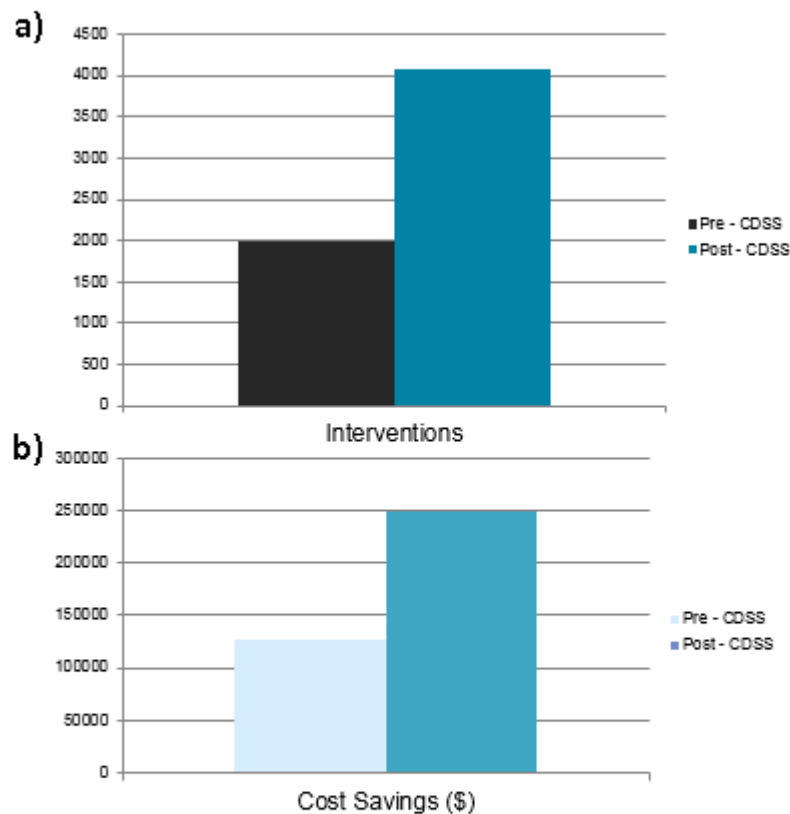 a)
4500
4000
3500
3000
2500
2000
1500
1000
500
0
Pre - CDSS
Post - CDSS
Interventions
b)
300000
250000
200000
150000
100000
50000
0
Pre - CDSS
Post - CDSS
Cost Savings ($)